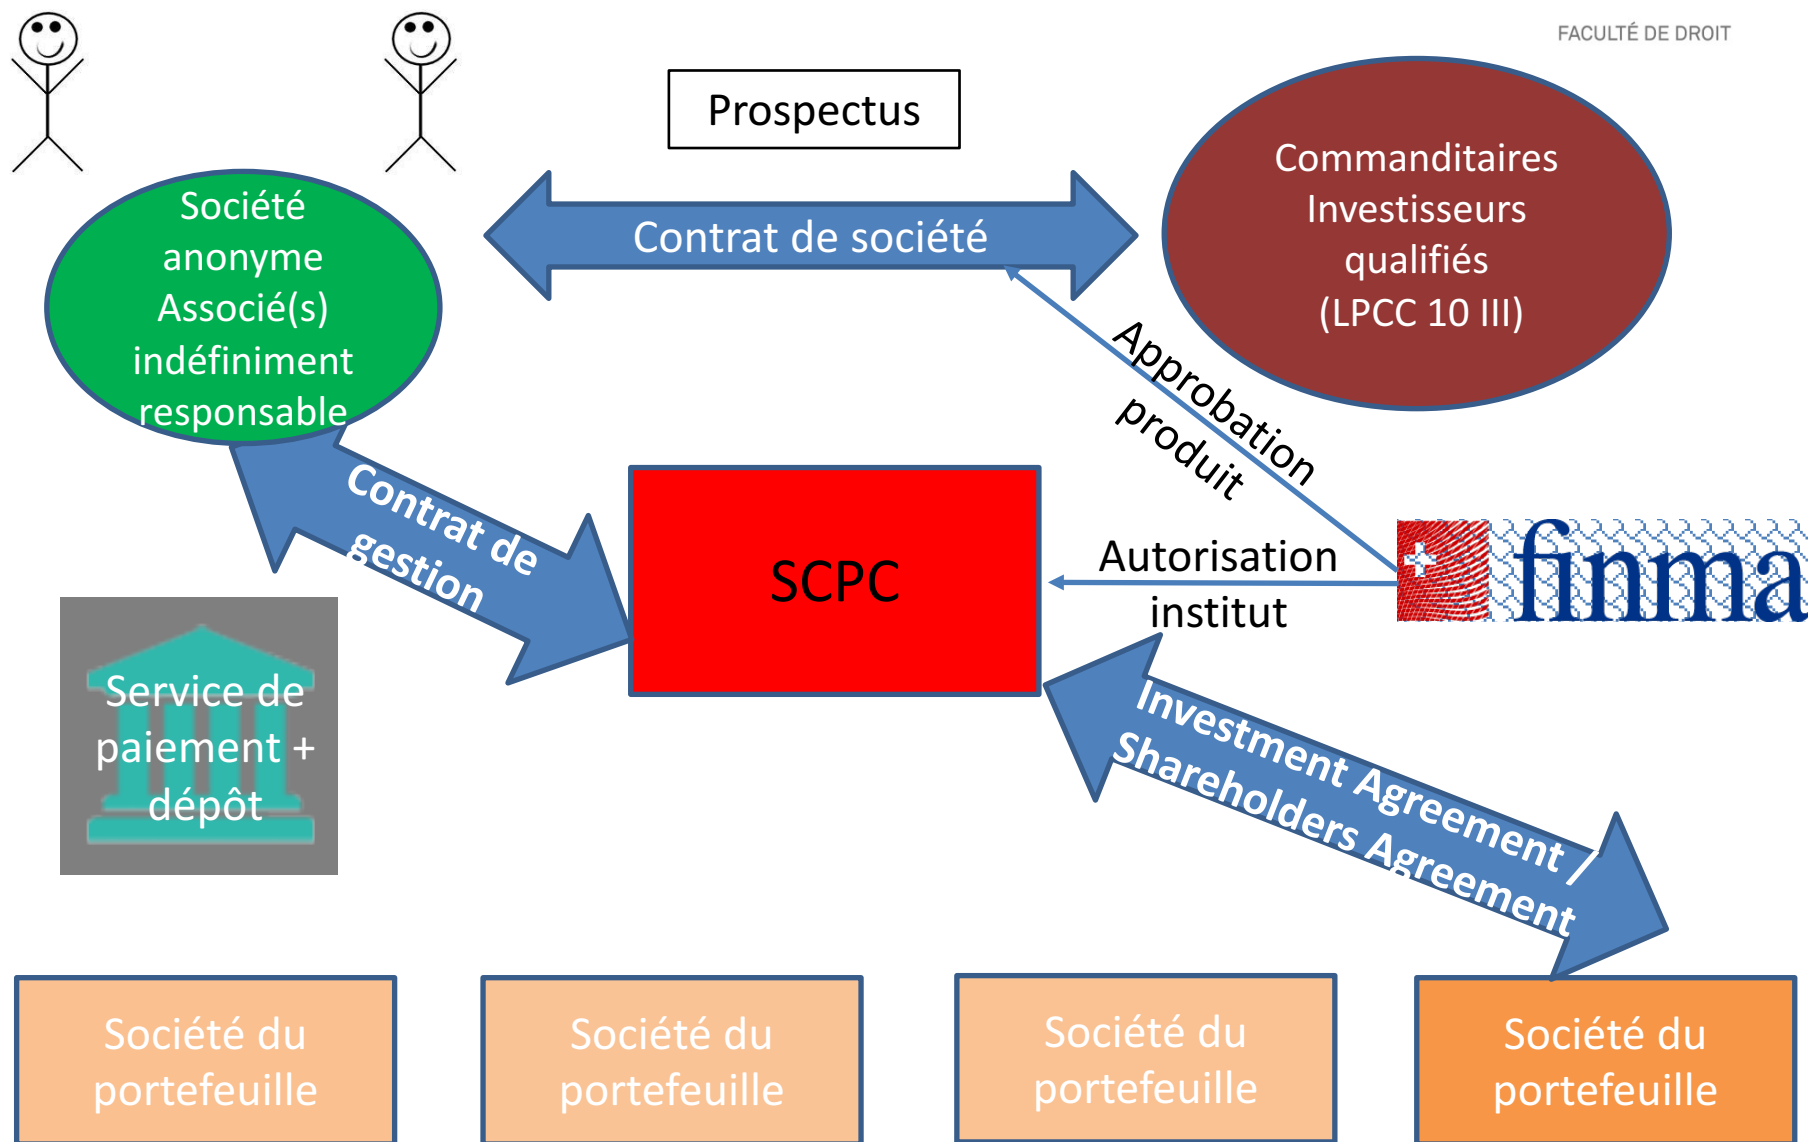 FACULTÉ DE DROIT
Prospectus
Société
anonyme
Associé(s)
indéfiniment
responsable
Contrat de société
Commanditaires
Investisseurs
qualifiés
(LPCC 10 III)
Approbation
produit
Contrat de
gestion
SCPC
Autorisation
institut
finma
Service de
paiement +
dépôt
Investment Agreement /
Shareholders Agreement
Société du
portefeuille
Société du
portefeuille
Société du
portefeuille
Société du
portefeuille